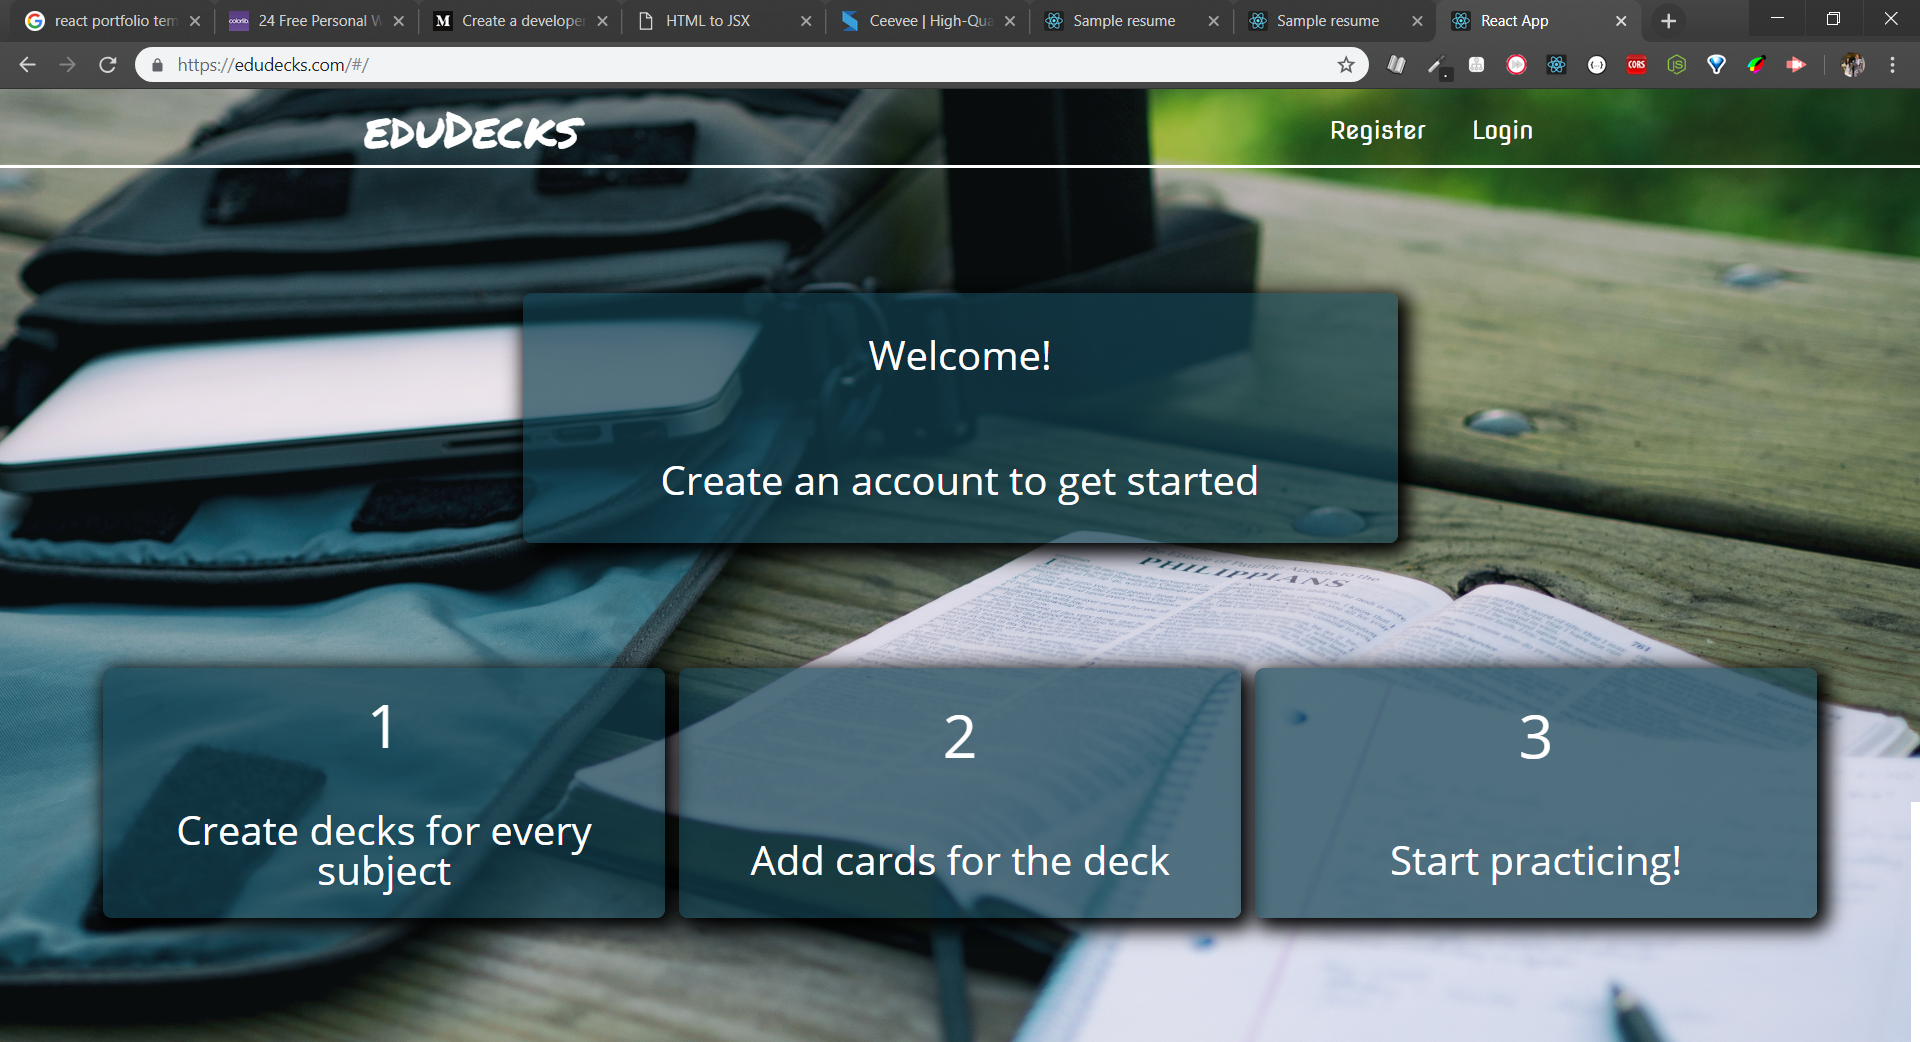 react portfolio tem
24 Free Personal W
Create a developer
HTML to JSX
Ceevee | High-Qua
Sample resume
Sample resume
React App
https://edudecks.com/#/
eduDecks
Register
Login
Welcome!
Create an account to get started
PHILIPPIANS
761
1
Create decks for every
subject
2
Add cards for the deck
3
Start practicing!